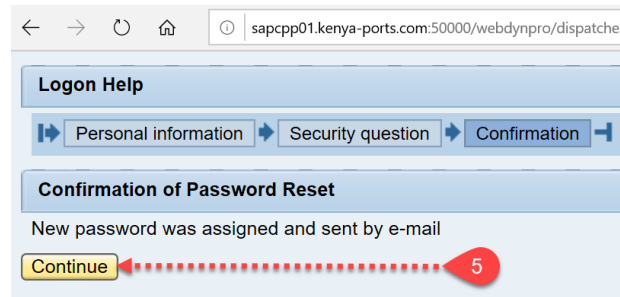 sapcpp01.kenya-ports.com:50000/webdynpro/dispatche
Logon Help
Personal information Security question Confirmation
Confirmation of Password Reset
New password was assigned and sent by e-mail
Continue 5